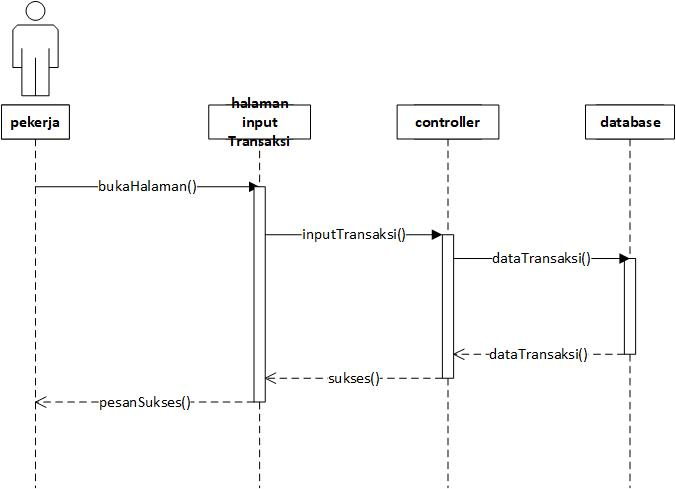 pekerja
halaman
input
Transaksi
controller
database
bukaHalaman()
inputTransaksi()
dataTransaksi()
dataTransaksi()
sukses()
pesanSukses()